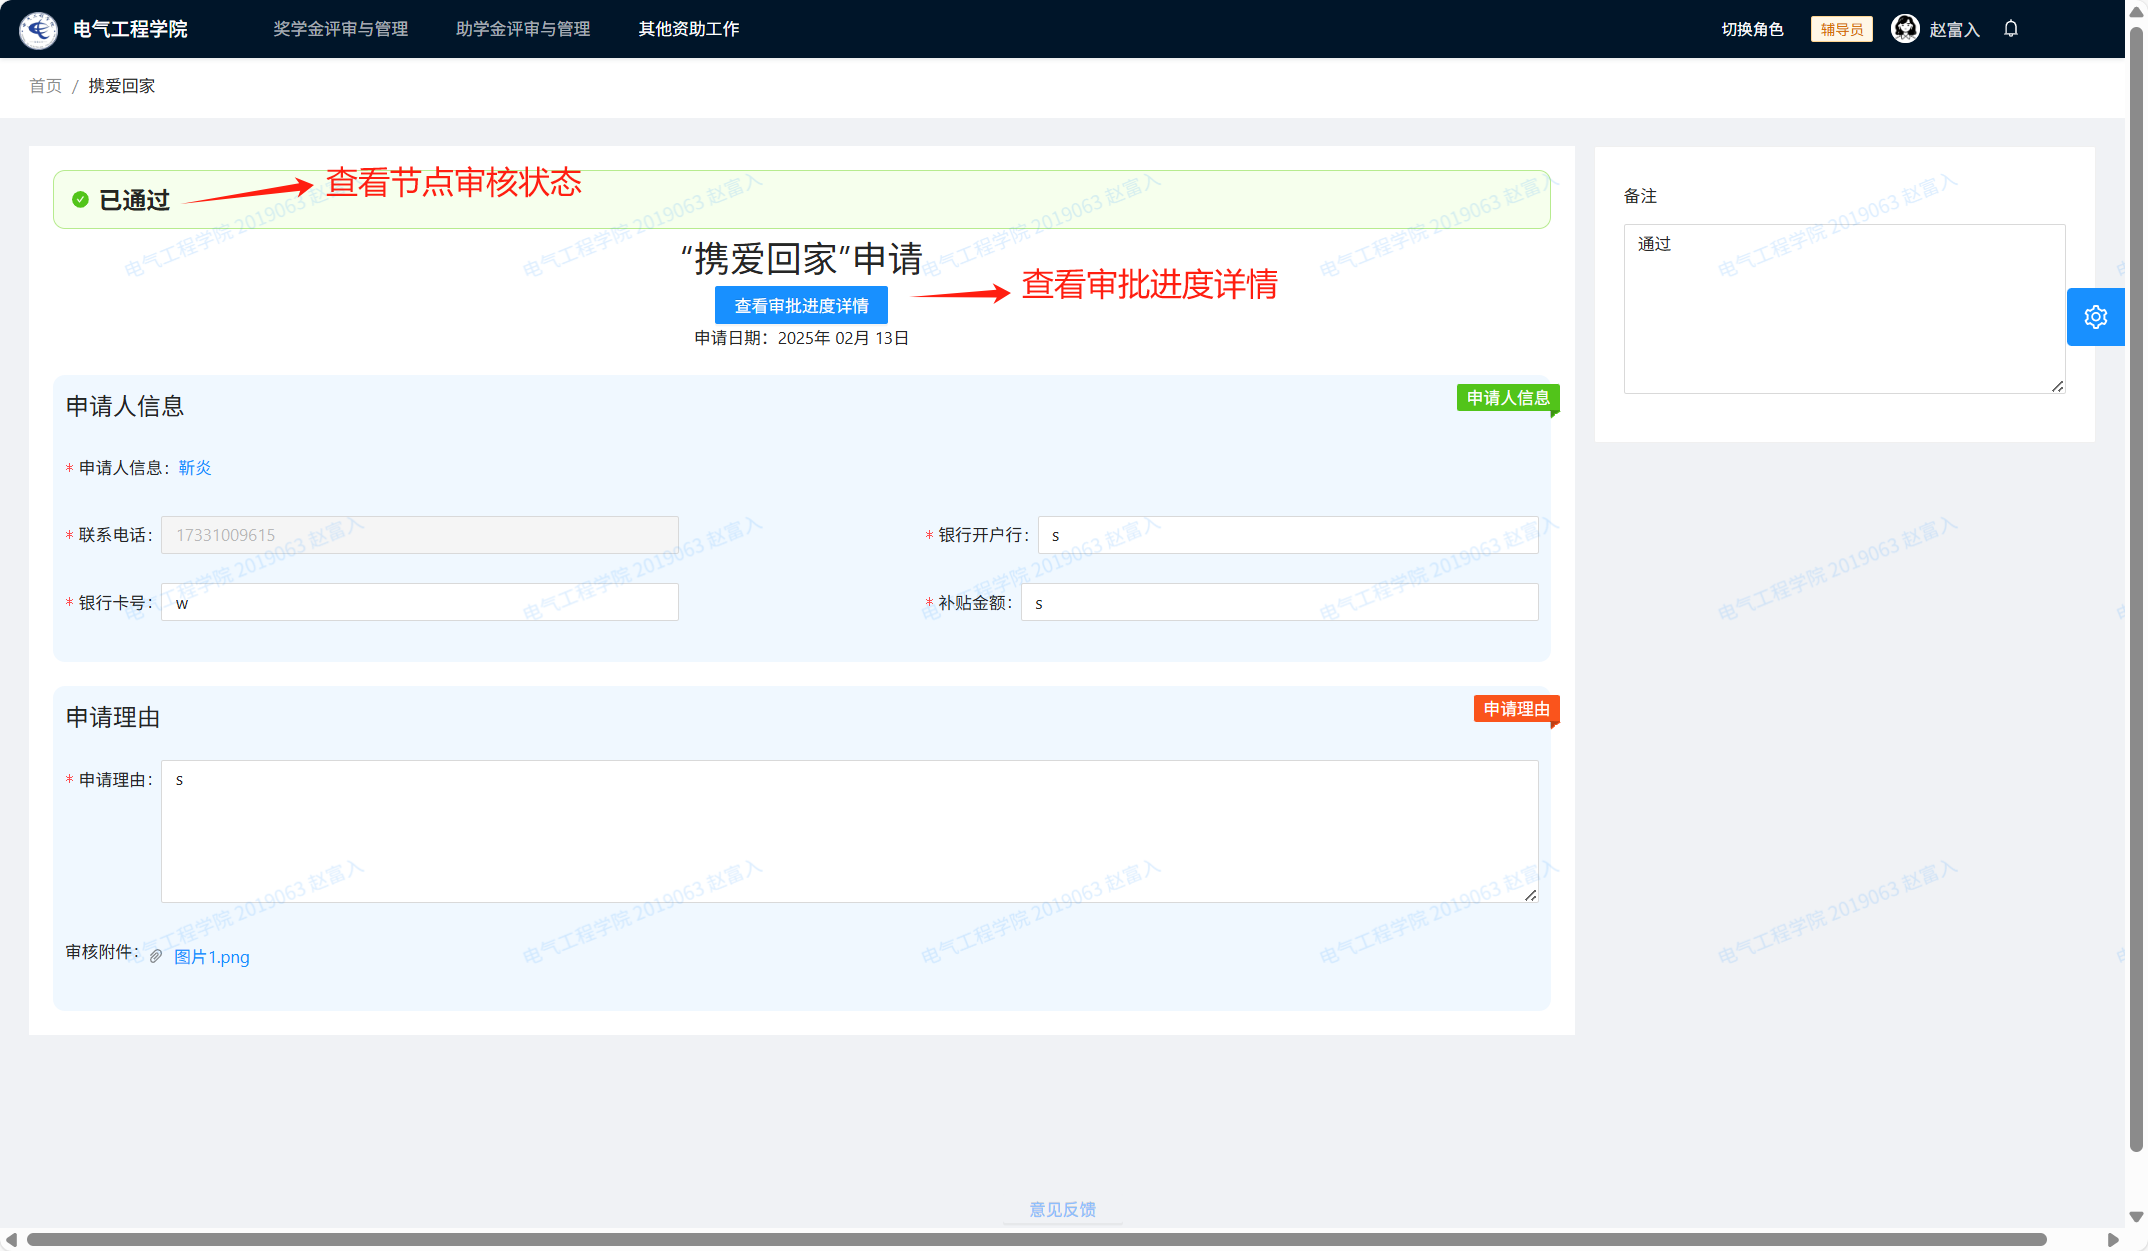 电气工程学院 奖学金评审与管理 助学金评审与管理 其他资助工作 切换角色 辅导员 赵富入
首页 / 携爱回家
已通过 查看节点审核状态
“携爱回家”申请
查看审批进度详情 查看审批进度详情
申请日期：2025年 02月 13日
申请人信息 申请人信息
* 申请人信息：靳炎
* 联系电话：17331009615 * 银行开户行：s
* 银行卡号：w * 补贴金额：s
申请理由 申请理由
* 申请理由：s
审核附件： 图片1.png
备注
通过
意见反馈
电气工程学院 2019063 赵富入